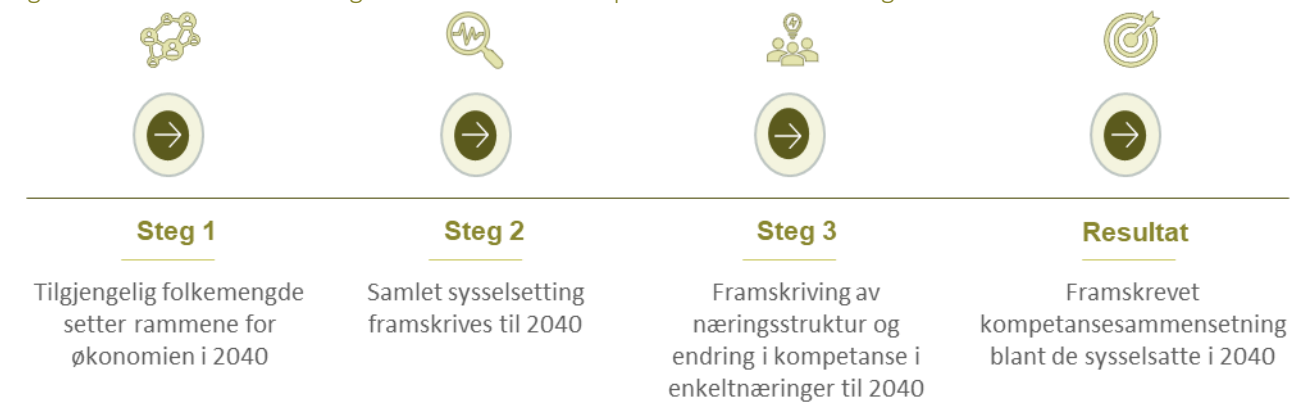 Steg 1
Tilgjengelig folkemengde
setter rammene for
økonomien i 2040
Steg 2
Samlet sysselsetting
framskrives til 2040
Steg 3
Framskriving av
næringsstruktur og
endring i kompetanse i
enkeltnæringer til 2040
Resultat
Framskrevet
kompetansesammensetning
blant de sysselsatte i 2040